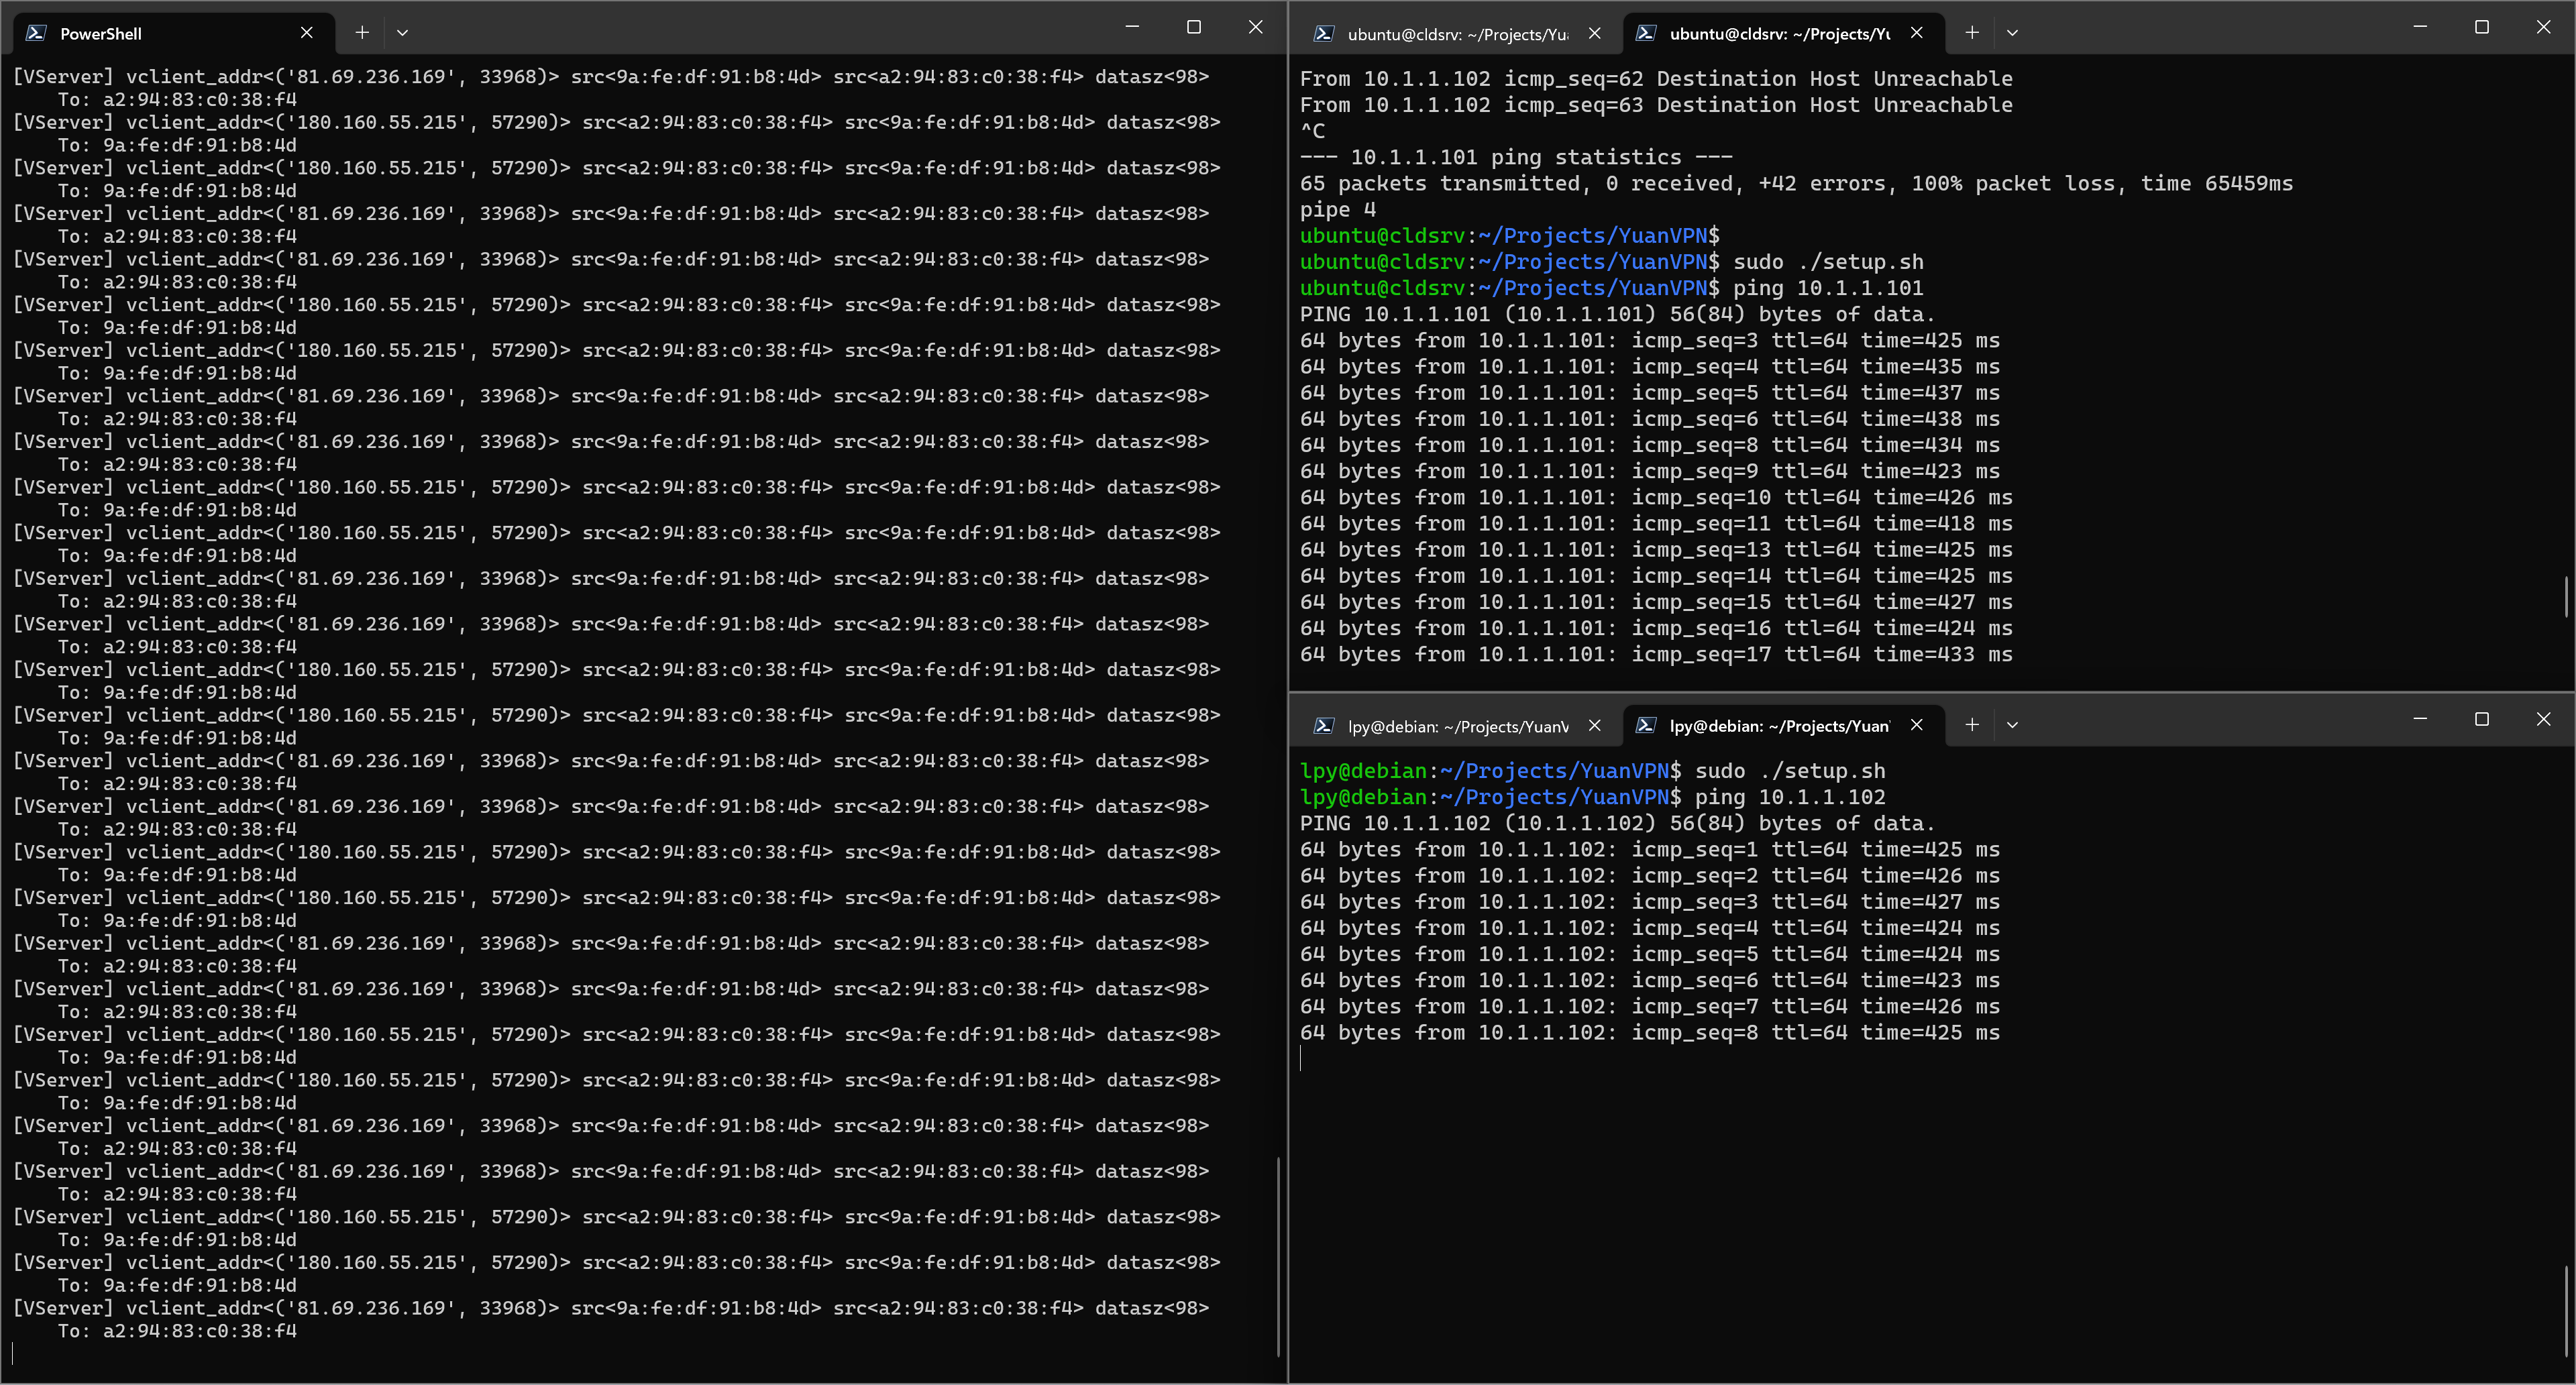 PowerShell
[VServer] vclient_addr<('81.69.236.169', 33968)> src<9a:fe:df:91:b8:4d> src<a2:94:83:c0:38:f4> datasz<98>
    To: a2:94:83:c0:38:f4
[VServer] vclient_addr<('180.160.55.215', 57290)> src<a2:94:83:c0:38:f4> src<9a:fe:df:91:b8:4d> datasz<98>
    To: 9a:fe:df:91:b8:4d
[VServer] vclient_addr<('180.160.55.215', 57290)> src<a2:94:83:c0:38:f4> src<9a:fe:df:91:b8:4d> datasz<98>
    To: 9a:fe:df:91:b8:4d
[VServer] vclient_addr<('81.69.236.169', 33968)> src<9a:fe:df:91:b8:4d> src<a2:94:83:c0:38:f4> datasz<98>
    To: a2:94:83:c0:38:f4
[VServer] vclient_addr<('81.69.236.169', 33968)> src<9a:fe:df:91:b8:4d> src<a2:94:83:c0:38:f4> datasz<98>
    To: a2:94:83:c0:38:f4
[VServer] vclient_addr<('180.160.55.215', 57290)> src<a2:94:83:c0:38:f4> src<9a:fe:df:91:b8:4d> datasz<98>
    To: 9a:fe:df:91:b8:4d
[VServer] vclient_addr<('180.160.55.215', 57290)> src<a2:94:83:c0:38:f4> src<9a:fe:df:91:b8:4d> datasz<98>
    To: 9a:fe:df:91:b8:4d
[VServer] vclient_addr<('81.69.236.169', 33968)> src<9a:fe:df:91:b8:4d> src<a2:94:83:c0:38:f4> datasz<98>
    To: a2:94:83:c0:38:f4
[VServer] vclient_addr<('81.69.236.169', 33968)> src<9a:fe:df:91:b8:4d> src<a2:94:83:c0:38:f4> datasz<98>
    To: a2:94:83:c0:38:f4
[VServer] vclient_addr<('180.160.55.215', 57290)> src<a2:94:83:c0:38:f4> src<9a:fe:df:91:b8:4d> datasz<98>
    To: 9a:fe:df:91:b8:4d
[VServer] vclient_addr<('180.160.55.215', 57290)> src<a2:94:83:c0:38:f4> src<9a:fe:df:91:b8:4d> datasz<98>
    To: 9a:fe:df:91:b8:4d
[VServer] vclient_addr<('81.69.236.169', 33968)> src<9a:fe:df:91:b8:4d> src<a2:94:83:c0:38:f4> datasz<98>
    To: a2:94:83:c0:38:f4
[VServer] vclient_addr<('81.69.236.169', 33968)> src<9a:fe:df:91:b8:4d> src<a2:94:83:c0:38:f4> datasz<98>
    To: a2:94:83:c0:38:f4
[VServer] vclient_addr<('180.160.55.215', 57290)> src<a2:94:83:c0:38:f4> src<9a:fe:df:91:b8:4d> datasz<98>
    To: 9a:fe:df:91:b8:4d
[VServer] vclient_addr<('180.160.55.215', 57290)> src<a2:94:83:c0:38:f4> src<9a:fe:df:91:b8:4d> datasz<98>
    To: 9a:fe:df:91:b8:4d
[VServer] vclient_addr<('81.69.236.169', 33968)> src<9a:fe:df:91:b8:4d> src<a2:94:83:c0:38:f4> datasz<98>
    To: a2:94:83:c0:38:f4
[VServer] vclient_addr<('81.69.236.169', 33968)> src<9a:fe:df:91:b8:4d> src<a2:94:83:c0:38:f4> datasz<98>
    To: a2:94:83:c0:38:f4
[VServer] vclient_addr<('180.160.55.215', 57290)> src<a2:94:83:c0:38:f4> src<9a:fe:df:91:b8:4d> datasz<98>
    To: 9a:fe:df:91:b8:4d
[VServer] vclient_addr<('180.160.55.215', 57290)> src<a2:94:83:c0:38:f4> src<9a:fe:df:91:b8:4d> datasz<98>
    To: 9a:fe:df:91:b8:4d
[VServer] vclient_addr<('81.69.236.169', 33968)> src<9a:fe:df:91:b8:4d> src<a2:94:83:c0:38:f4> datasz<98>
    To: a2:94:83:c0:38:f4
[VServer] vclient_addr<('81.69.236.169', 33968)> src<9a:fe:df:91:b8:4d> src<a2:94:83:c0:38:f4> datasz<98>
    To: a2:94:83:c0:38:f4
[VServer] vclient_addr<('180.160.55.215', 57290)> src<a2:94:83:c0:38:f4> src<9a:fe:df:91:b8:4d> datasz<98>
    To: 9a:fe:df:91:b8:4d
[VServer] vclient_addr<('180.160.55.215', 57290)> src<a2:94:83:c0:38:f4> src<9a:fe:df:91:b8:4d> datasz<98>
    To: 9a:fe:df:91:b8:4d
[VServer] vclient_addr<('81.69.236.169', 33968)> src<9a:fe:df:91:b8:4d> src<a2:94:83:c0:38:f4> datasz<98>
    To: a2:94:83:c0:38:f4
[VServer] vclient_addr<('81.69.236.169', 33968)> src<9a:fe:df:91:b8:4d> src<a2:94:83:c0:38:f4> datasz<98>
    To: a2:94:83:c0:38:f4
[VServer] vclient_addr<('180.160.55.215', 57290)> src<a2:94:83:c0:38:f4> src<9a:fe:df:91:b8:4d> datasz<98>
    To: 9a:fe:df:91:b8:4d
[VServer] vclient_addr<('180.160.55.215', 57290)> src<a2:94:83:c0:38:f4> src<9a:fe:df:91:b8:4d> datasz<98>
    To: 9a:fe:df:91:b8:4d
[VServer] vclient_addr<('81.69.236.169', 33968)> src<9a:fe:df:91:b8:4d> src<a2:94:83:c0:38:f4> datasz<98>
    To: a2:94:83:c0:38:f4
ubuntu@cldsrv: ~/Projects/Yu
ubuntu@cldsrv: ~/Projects/Yu
From 10.1.1.102 icmp_seq=62 Destination Host Unreachable
From 10.1.1.102 icmp_seq=63 Destination Host Unreachable
^C
--- 10.1.1.101 ping statistics ---
65 packets transmitted, 0 received, +42 errors, 100% packet loss, time 65459ms
pipe 4
ubuntu@cldsrv:~/Projects/YuanVPN$
ubuntu@cldsrv:~/Projects/YuanVPN$ sudo ./setup.sh
ubuntu@cldsrv:~/Projects/YuanVPN$ ping 10.1.1.101
PING 10.1.1.101 (10.1.1.101) 56(84) bytes of data.
64 bytes from 10.1.1.101: icmp_seq=3 ttl=64 time=425 ms
64 bytes from 10.1.1.101: icmp_seq=4 ttl=64 time=435 ms
64 bytes from 10.1.1.101: icmp_seq=5 ttl=64 time=437 ms
64 bytes from 10.1.1.101: icmp_seq=6 ttl=64 time=438 ms
64 bytes from 10.1.1.101: icmp_seq=8 ttl=64 time=434 ms
64 bytes from 10.1.1.101: icmp_seq=9 ttl=64 time=423 ms
64 bytes from 10.1.1.101: icmp_seq=10 ttl=64 time=426 ms
64 bytes from 10.1.1.101: icmp_seq=11 ttl=64 time=418 ms
64 bytes from 10.1.1.101: icmp_seq=13 ttl=64 time=425 ms
64 bytes from 10.1.1.101: icmp_seq=14 ttl=64 time=425 ms
64 bytes from 10.1.1.101: icmp_seq=15 ttl=64 time=427 ms
64 bytes from 10.1.1.101: icmp_seq=16 ttl=64 time=424 ms
64 bytes from 10.1.1.101: icmp_seq=17 ttl=64 time=433 ms
lpy@debian: ~/Projects/YuanV
lpy@debian: ~/Projects/Yuan
lpy@debian:~/Projects/YuanVPN$ sudo ./setup.sh
lpy@debian:~/Projects/YuanVPN$ ping 10.1.1.102
PING 10.1.1.102 (10.1.1.102) 56(84) bytes of data.
64 bytes from 10.1.1.102: icmp_seq=1 ttl=64 time=425 ms
64 bytes from 10.1.1.102: icmp_seq=2 ttl=64 time=426 ms
64 bytes from 10.1.1.102: icmp_seq=3 ttl=64 time=427 ms
64 bytes from 10.1.1.102: icmp_seq=4 ttl=64 time=424 ms
64 bytes from 10.1.1.102: icmp_seq=5 ttl=64 time=424 ms
64 bytes from 10.1.1.102: icmp_seq=6 ttl=64 time=423 ms
64 bytes from 10.1.1.102: icmp_seq=7 ttl=64 time=426 ms
64 bytes from 10.1.1.102: icmp_seq=8 ttl=64 time=425 ms